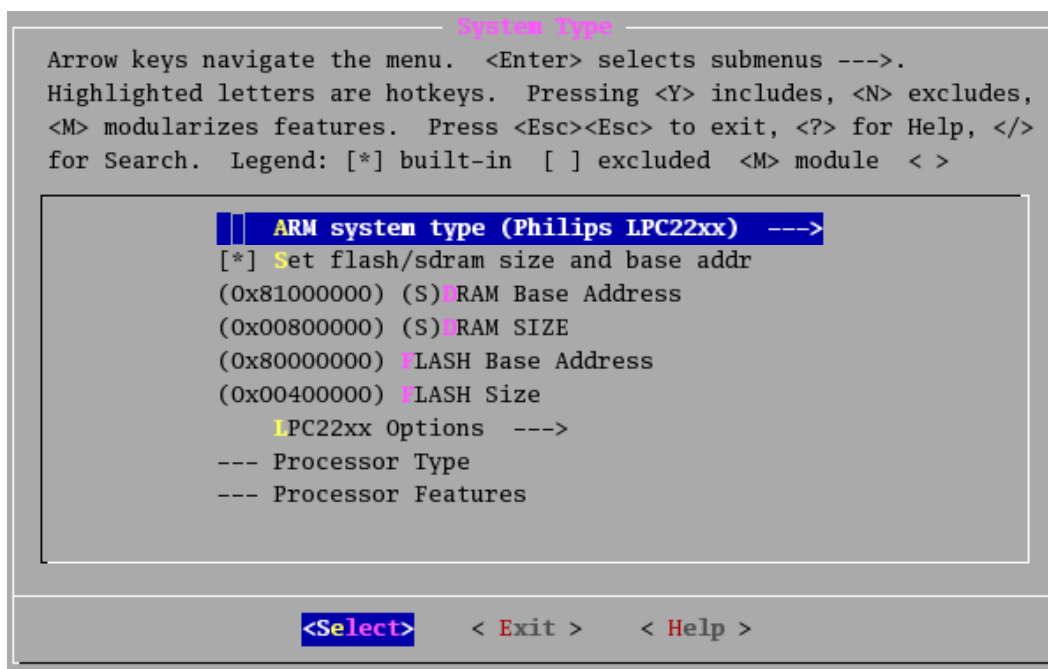 System Type
Arrow keys navigate the menu.  <Enter> selects submenus --->.
Highlighted letters are hotkeys.  Pressing <Y> includes, <N> excludes,
<M> modularizes features.  Press <Esc><Esc> to exit, <?> for Help, </>
for Search.  Legend: [*] built-in  [ ] excluded  <M> module  < >
ARM system type (Philips LPC22xx)  --->
[*] Set flash/sdram size and base addr
(0x81000000) (S)DRAM Base Address
(0x00800000) (S)DRAM SIZE
(0x80000000) FLASH Base Address
(0x00400000) FLASH Size
LPC22xx Options  --->
--- Processor Type
--- Processor Features
<Select>    < Exit >    < Help >